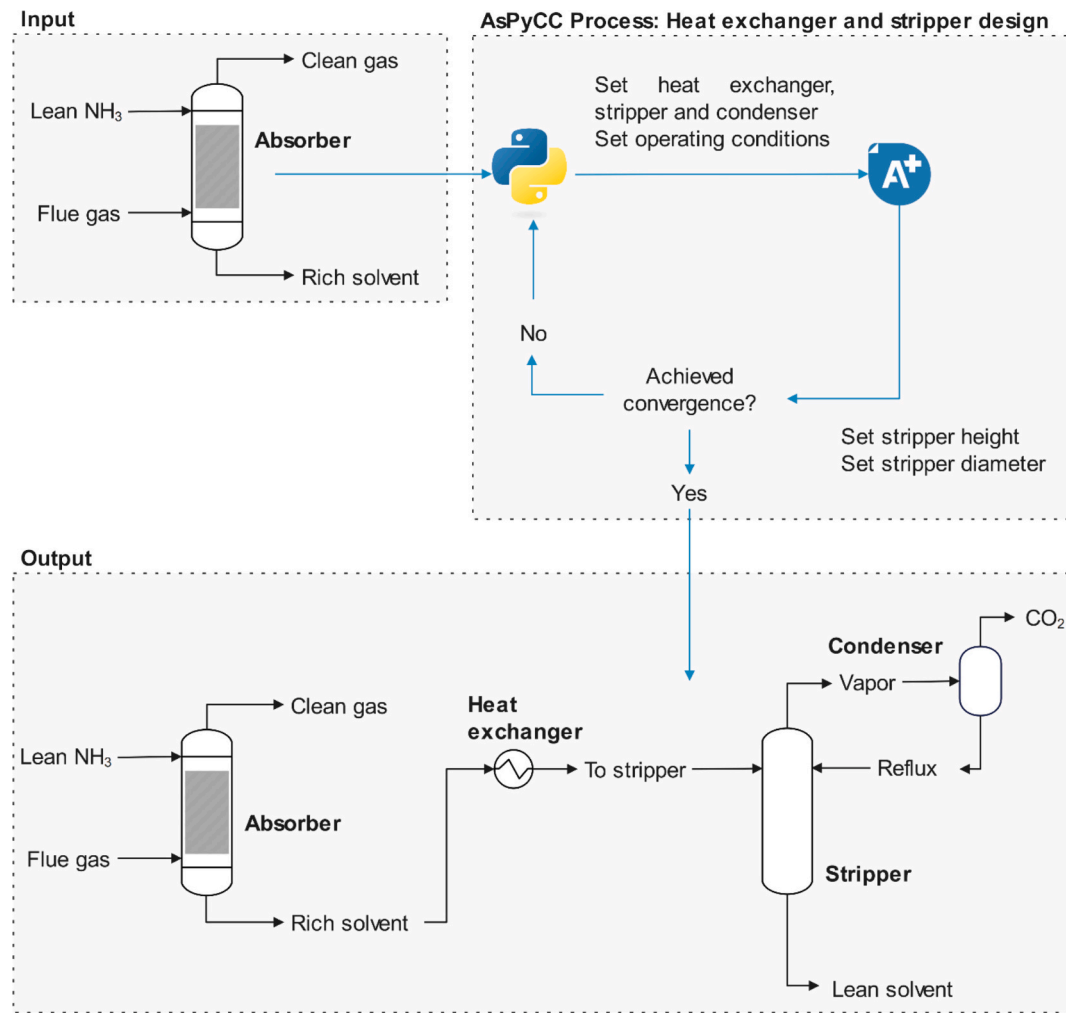 Input
Clean gas
Lean NH₃
Absorber
Flue gas
Rich solvent
AsPyCC Process: Heat exchanger and stripper design
Set heat exchanger,
stripper and condenser
Set operating conditions
A+
No
Achieved
convergence?
Set stripper height
Set stripper diameter
Yes
Output
CO₂
Condenser
Vapor
Clean gas
Heat
exchanger
Lean NH₃
To stripper
Reflux
Absorber
Flue gas
Stripper
Rich solvent
Lean solvent